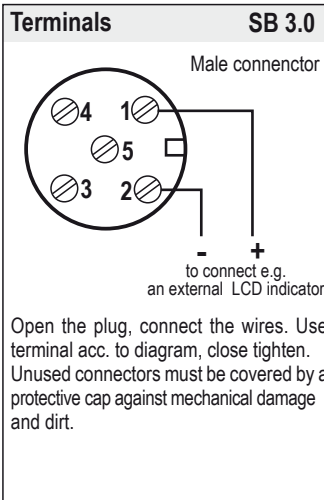 Terminals SB 3.0
Male connenctor
4 1
5
3 2
- +
to connect e.g.
an external LCD indicator
Open the plug, connect the wires. Use
terminal acc. to diagram, close tighten.
Unused connectors must be covered by a
protective cap against mechanical damage
and dirt.